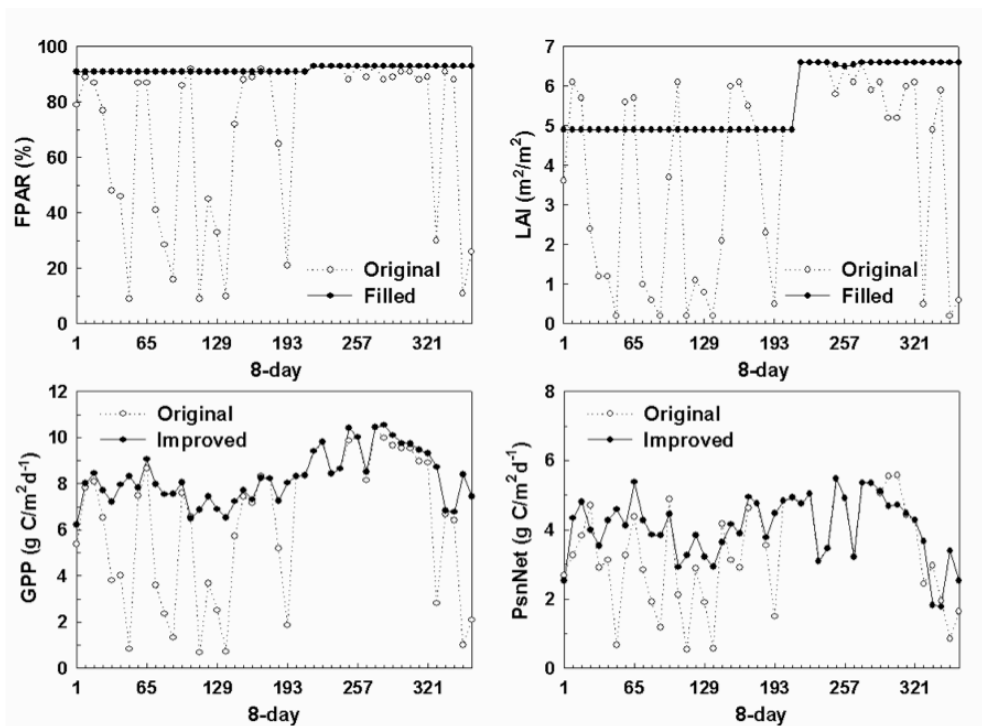 100
80
60
40
20
0
FPAR (%)
Original
Filled
1 65 129 193 257 321
8-day
7
6
5
4
3
2
1
0
LAI (m²/m²)
Original
Filled
1 65 129 193 257 321
8-day
12
10
8
6
4
2
0
GPP (g C/m²d⁻¹)
Original
Improved
1 65 129 193 257 321
8-day
8
6
4
2
0
PsnNet (g C/m²d⁻¹)
Original
Improved
1 65 129 193 257 321
8-day